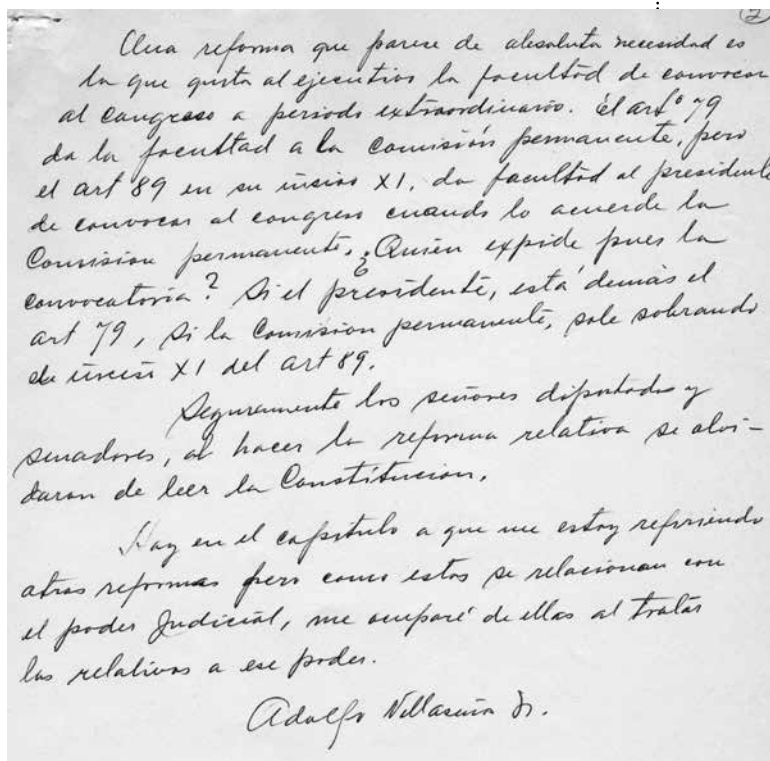 2
Una reforma que parese de absoluta necesidad es
la que quita al ejecutivo la facultad de convocar
al congreso a periodo extraordinario. El artº 79
da la facultad a la Comisión permanente, pero
el art 89 en su inciso XI, da facultad al presidente
de convocar al congreso cuando lo acuerde la
Comision permanente. ¿Quien expide pues la
convocatoria? Si el presidente, está demás el
art 79, si la Comision permanente, sale sobrando
el inciso XI del art 89.
Seguramente los señores diputados y
senadores, al hacer la reforma relativa se olvi-
daron de leer la Constitucion.
Hay en el capitulo a que me estoy refiriendo
otras reformas pero como estas se relacionan con
el poder Judicial, me ocuparé de ellas al tratar
las relativas a ese poder.
Adolfo Villaseñor Jr.